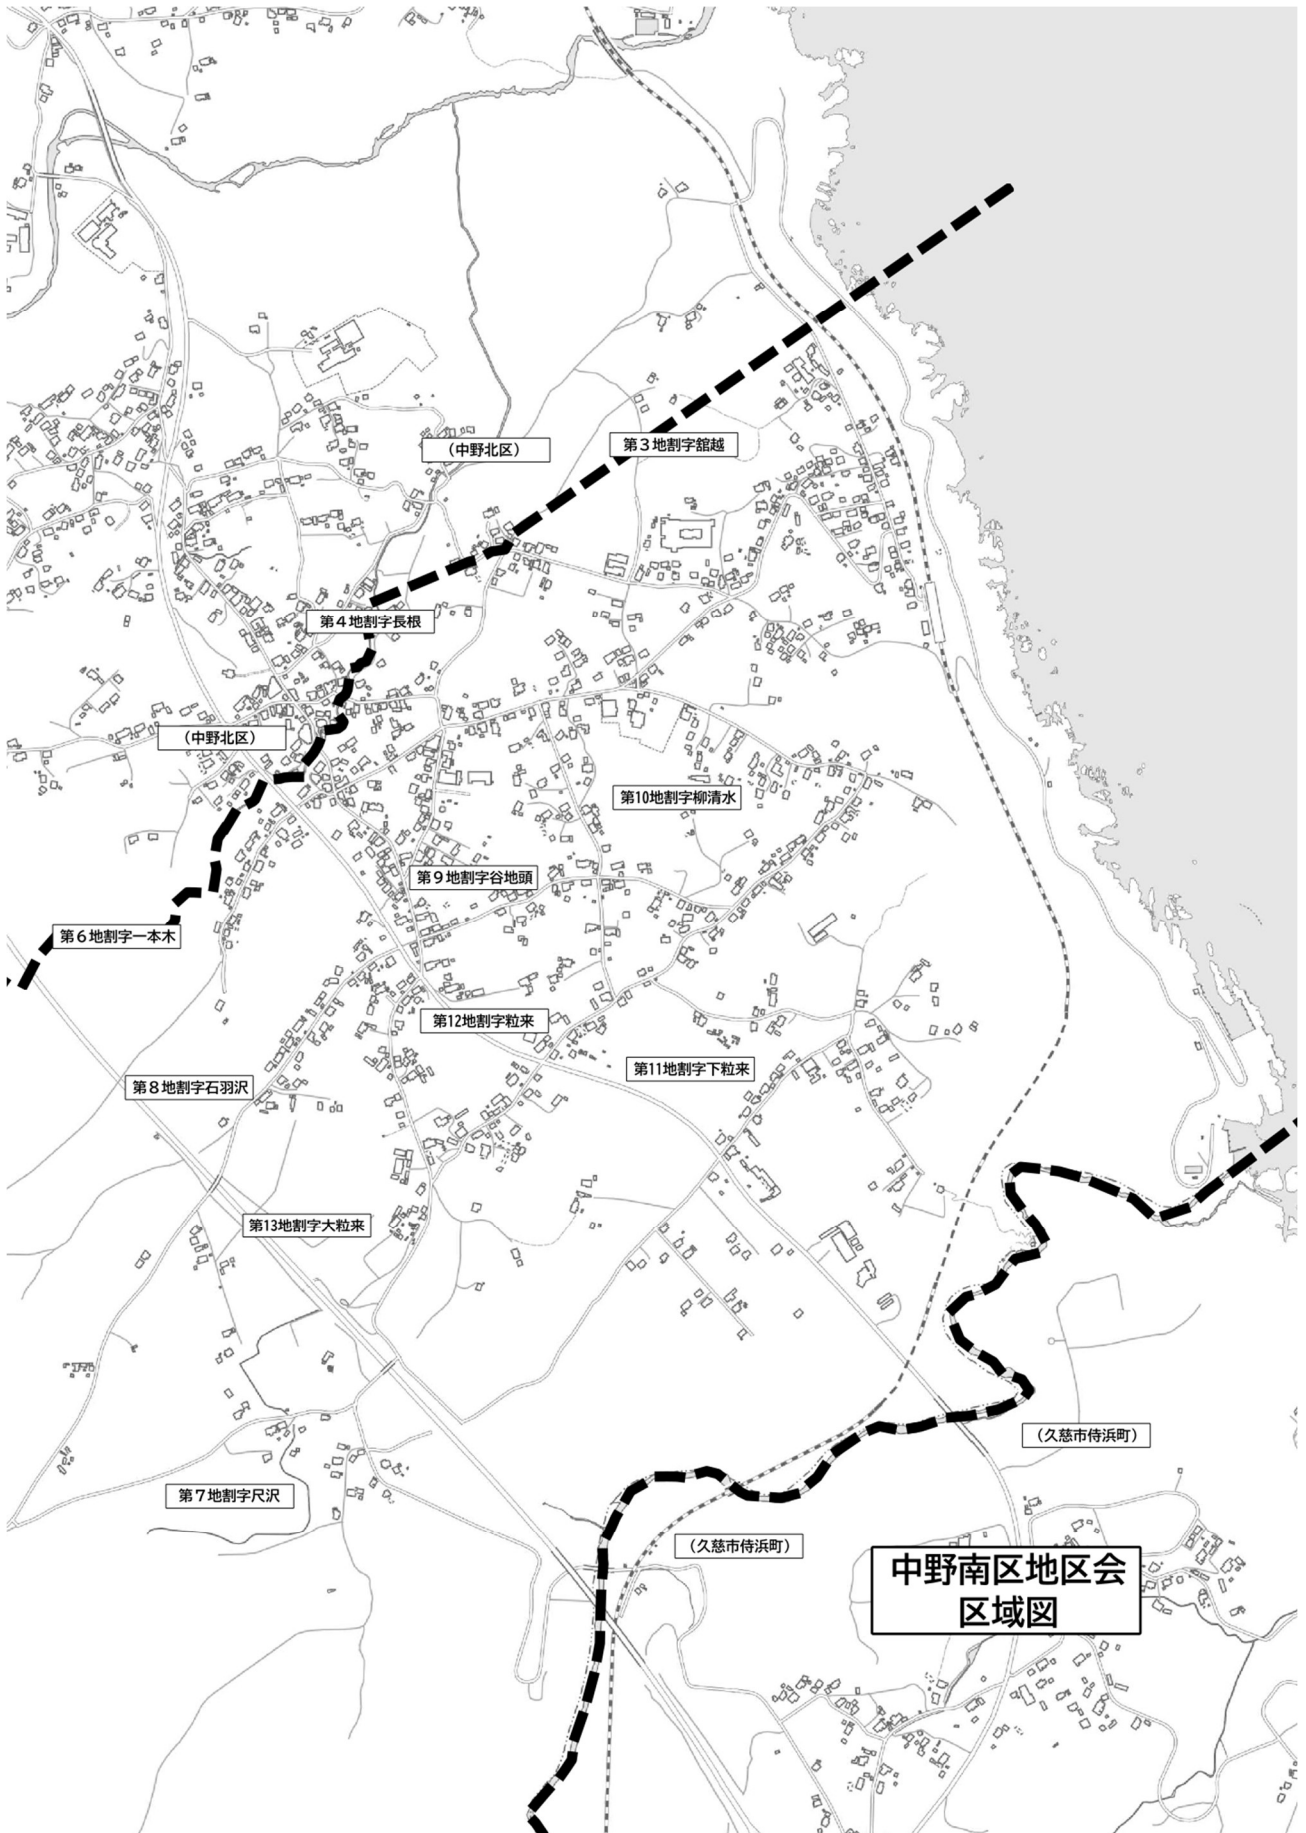 第3地割字舘越
(中野北区)
第4地割字長根
(中野北区)
第10地割字柳清水
第9地割字谷地頭
第6地割字一本木
第12地割字粒来
第11地割字下粒来
第8地割字石羽沢
第13地割字大粒来
(久慈市侍浜町)
第7地割字尺沢
(久慈市侍浜町)
中野南区地区会
区域図